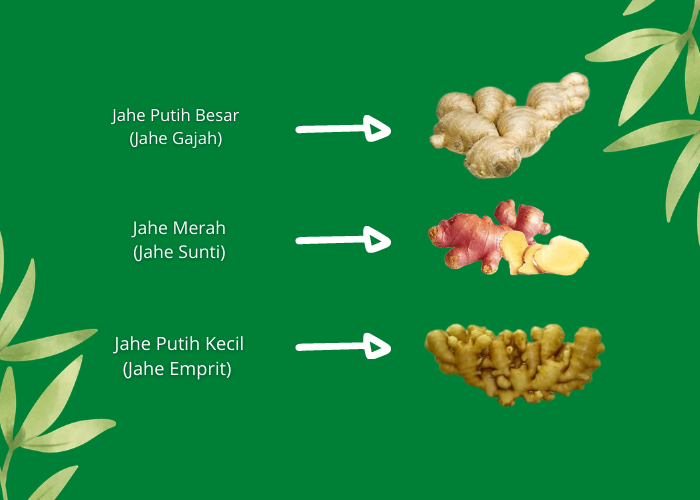 Jahe Putih Besar
(Jahe Gajah)
Jahe Merah
(Jahe Sunti)
Jahe Putih Kecil
(Jahe Emprit)